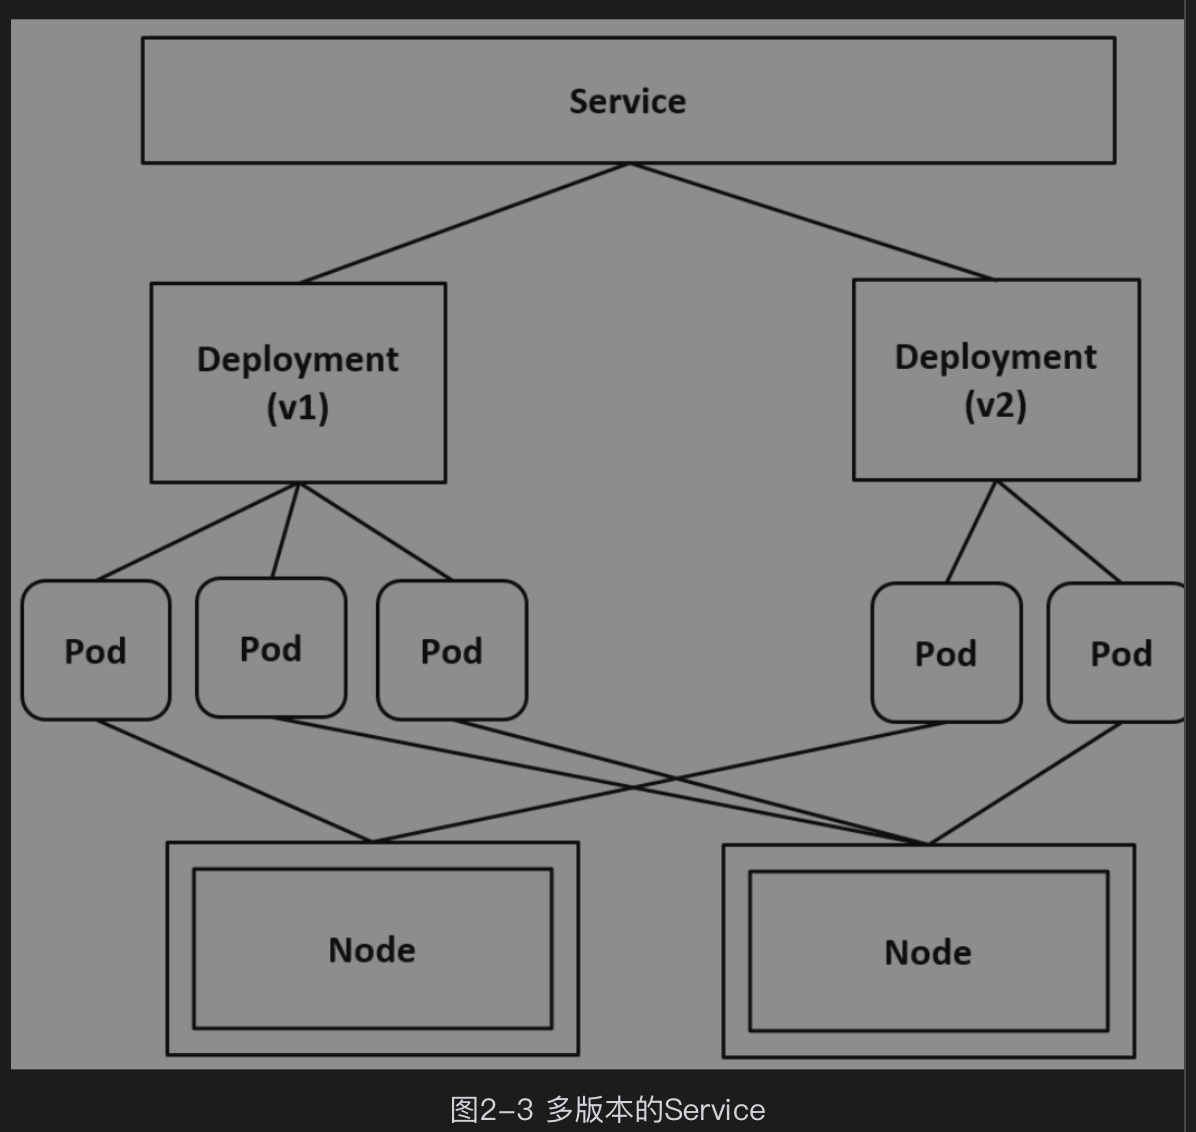 Service
Deployment
(v1)
Deployment
(v2)
Pod
Pod
Pod
Pod
Pod
Node
Node
图2-3 多版本的Service